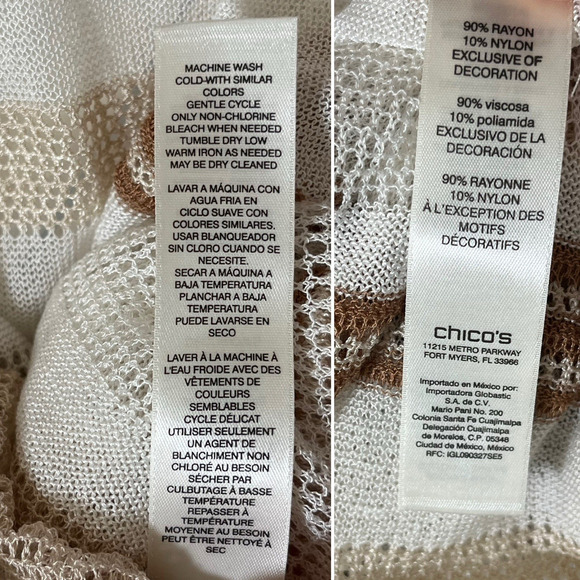 MACHINE WASH
COLD-WITH SIMILAR
COLORS
GENTLE CYCLE
ONLY NON-CHLORINE
BLEACH WHEN NEEDED
TUMBLE DRY LOW
WARM IRON AS NEEDED
MAY BE DRY CLEANED
LAVAR A MÁQUINA CON
AGUA FRIA EN
CICLO SUAVE CON
COLORES SIMILARES.
USAR BLANQUEADOR
SIN CLORO CUANDO SE
NECESITE.
SECAR A MÁQUINA A
BAJA TEMPERATURA
PLANCHAR A BAJA
TEMPERATURA
PUEDE LAVARSE EN
SECO
LAVER À LA MACHINE À
L'EAU FROIDE AVEC DES
VÊTEMENTS DE
COULEURS
SEMBLABLES
CYCLE DÉLICAT
UTILISER SEULEMENT
UN AGENT DE
BLANCHIMENT NON
CHLORÉ AU BESOIN
SÉCHER PAR
CULBUTAGE À BASSE
TEMPÉRATURE
REPASSER À
TEMPÉRATURE
MOYENNE AU BESOIN
PEUT ÊTRE NETTOYÉ À
SEC
90% RAYON
10% NYLON
EXCLUSIVE OF
DECORATION
90% viscosa
10% poliamida
EXCLUSIVO DE LA
DECORACIÓN
90% RAYONNE
10% NYLON
À L'EXCEPTION DES
MOTIFS
DÉCORATIFS
chico's
11215 METRO PARKWAY
FORT MYERS, FL 33966
Importado en México por:
Importadora Globastic
S.A. de C.V.
Mario Pani No. 200
Colonia Santa Fe Cuajimalpa
Delegación Cuajimalpa
de Morelos, C.P. 05348
Ciudad de México, México
RFC: IGL090327SE5